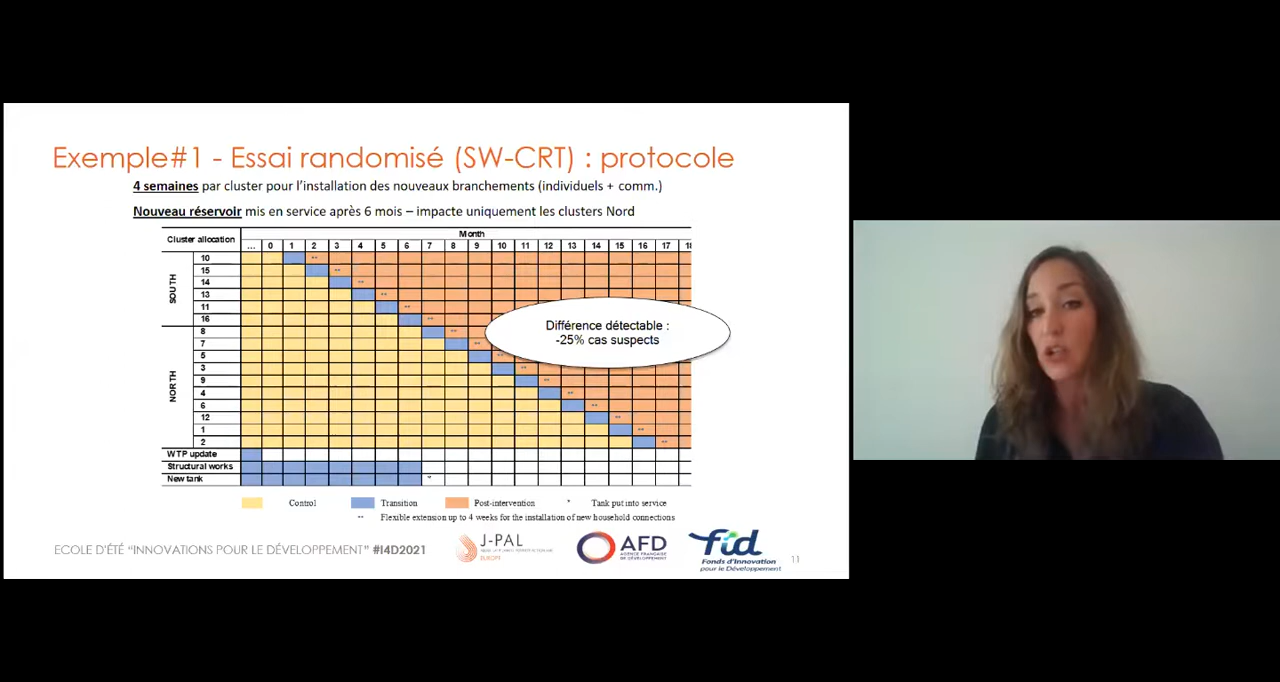 Exemple#1 - Essai randomisé (SW-CRT) : protocole
4 semaines par cluster pour l'installation des nouveaux branchements (individuels + comm.)
Nouveau réservoir mis en service après 6 mois – impacte uniquement les clusters Nord
Month
Cluster allocation ... 0 1 2 3 4 5 6 7 8 9 10 11 12 13 14 15 16 17 18
SOUTH
10
15
14
13
11
16
NORTH
8
7
5
3
9
4
6
12
1
2
WTP update
Structural works
New tank
Différence détectable :
-25% cas suspects
Control Transition Post-intervention * Tank put into service
** Flexible extension up to 4 weeks for the installation of new household connections
ECOLE D'ÉTÉ "INNOVATIONS POUR LE DÉVELOPPEMENT" #I4D2021
J-PAL
EUROPE
AFD
AGENCE FRANÇAISE
DE DÉVELOPPEMENT
fid
Fonds d'Innovation
pour le Développement
11